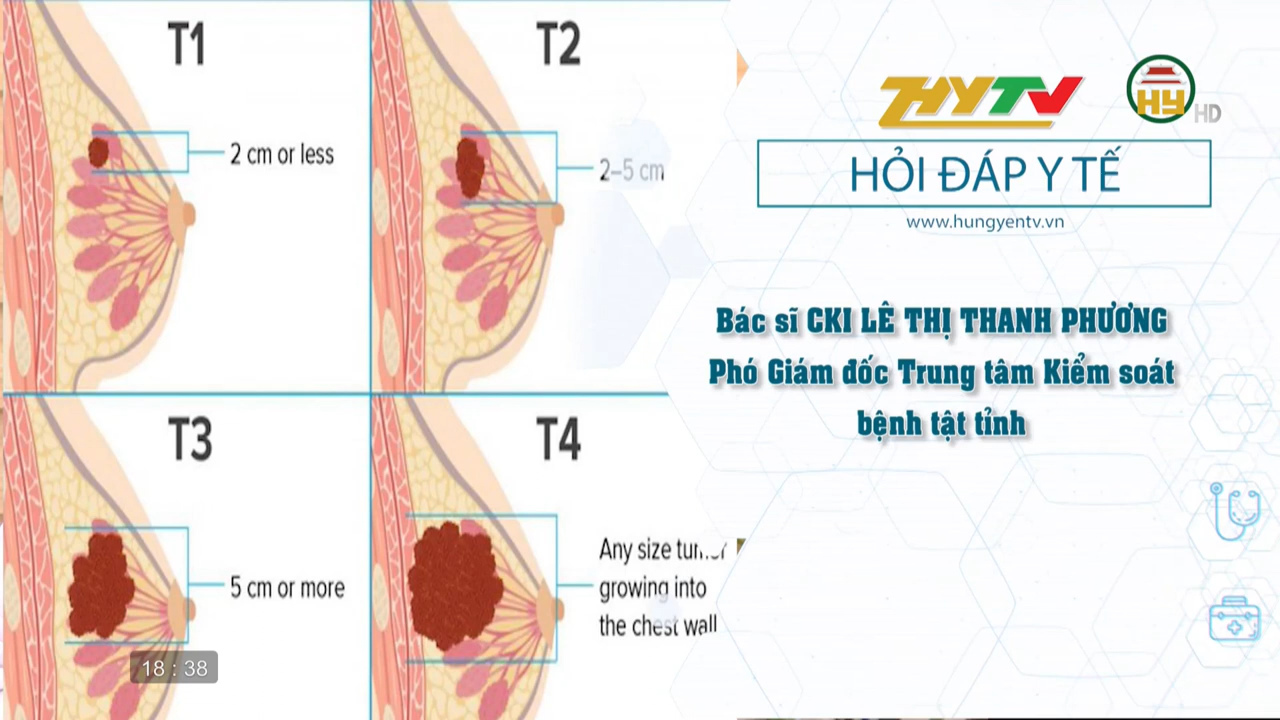 T1
2 cm or less
T2
2–5 cm
T3
5 cm or more
T4
Any size tumor
growing into
the chest wall
18 : 38
HYTV
HY HD
HỎI ĐÁP Y TẾ
www.hungyentv.vn
Bác sĩ CKI LÊ THỊ THANH PHƯƠNG
Phó Giám đốc Trung tâm Kiểm soát
bệnh tật tỉnh